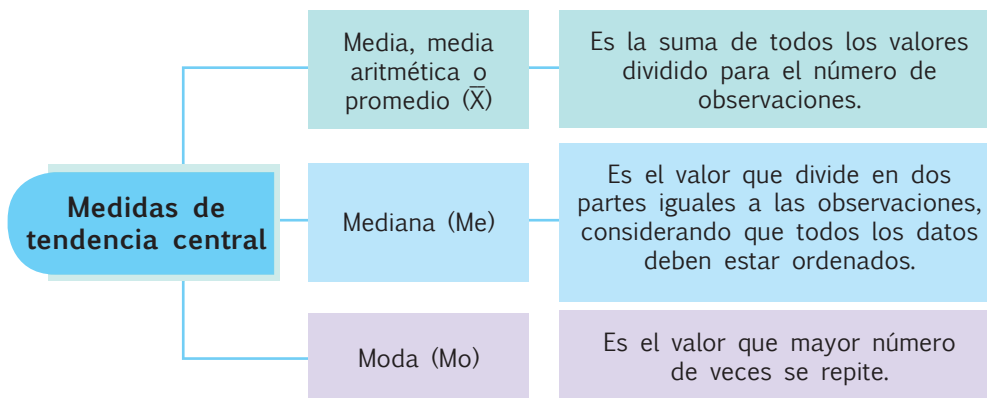 Medidas de
tendencia central
Media, media
aritmética o
promedio (X̅)
Es la suma de todos los valores
dividido para el número de
observaciones.
Mediana (Me)
Es el valor que divide en dos
partes iguales a las observaciones,
considerando que todos los datos
deben estar ordenados.
Moda (Mo)
Es el valor que mayor número
de veces se repite.